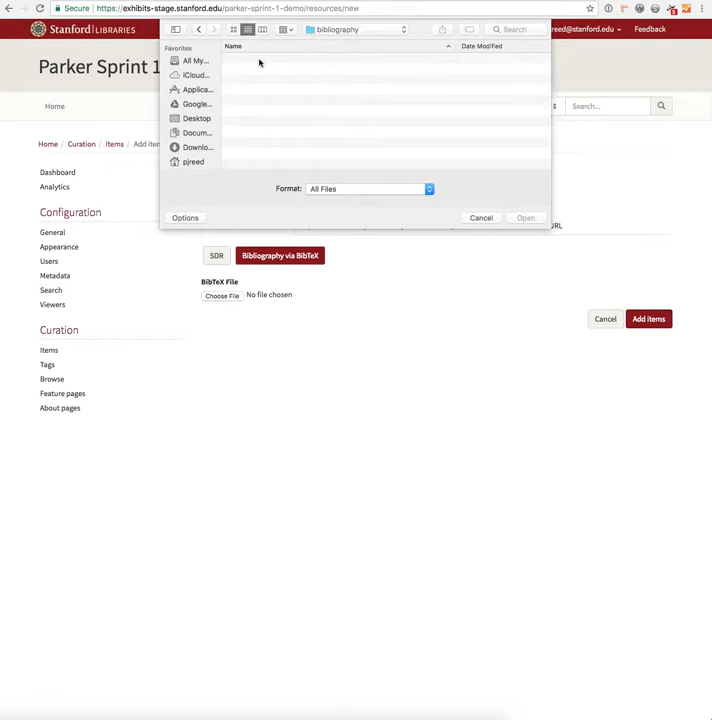 Secure https://exhibits-stage.stanford.edu/parker-sprint-1-demo/resources/new
Stanford LIBRARIES
reed@stanford.edu
Feedback
bibliography
Search
Favorites
Name
Date Modified
All My...
iCloud...
Applica...
Google...
Desktop
Docum...
Downlo...
pjreed
Format: All Files
Options
Cancel
Open
Parker Sprint 1
Home
Search...
Home / Curation / Items / Add item
URL
Dashboard
Analytics
Configuration
General
Appearance
Users
Metadata
Search
Viewers
Curation
Items
Tags
Browse
Feature pages
About pages
SDR
Bibliography via BibTeX
BibTeX File
Choose File No file chosen
Cancel
Add items